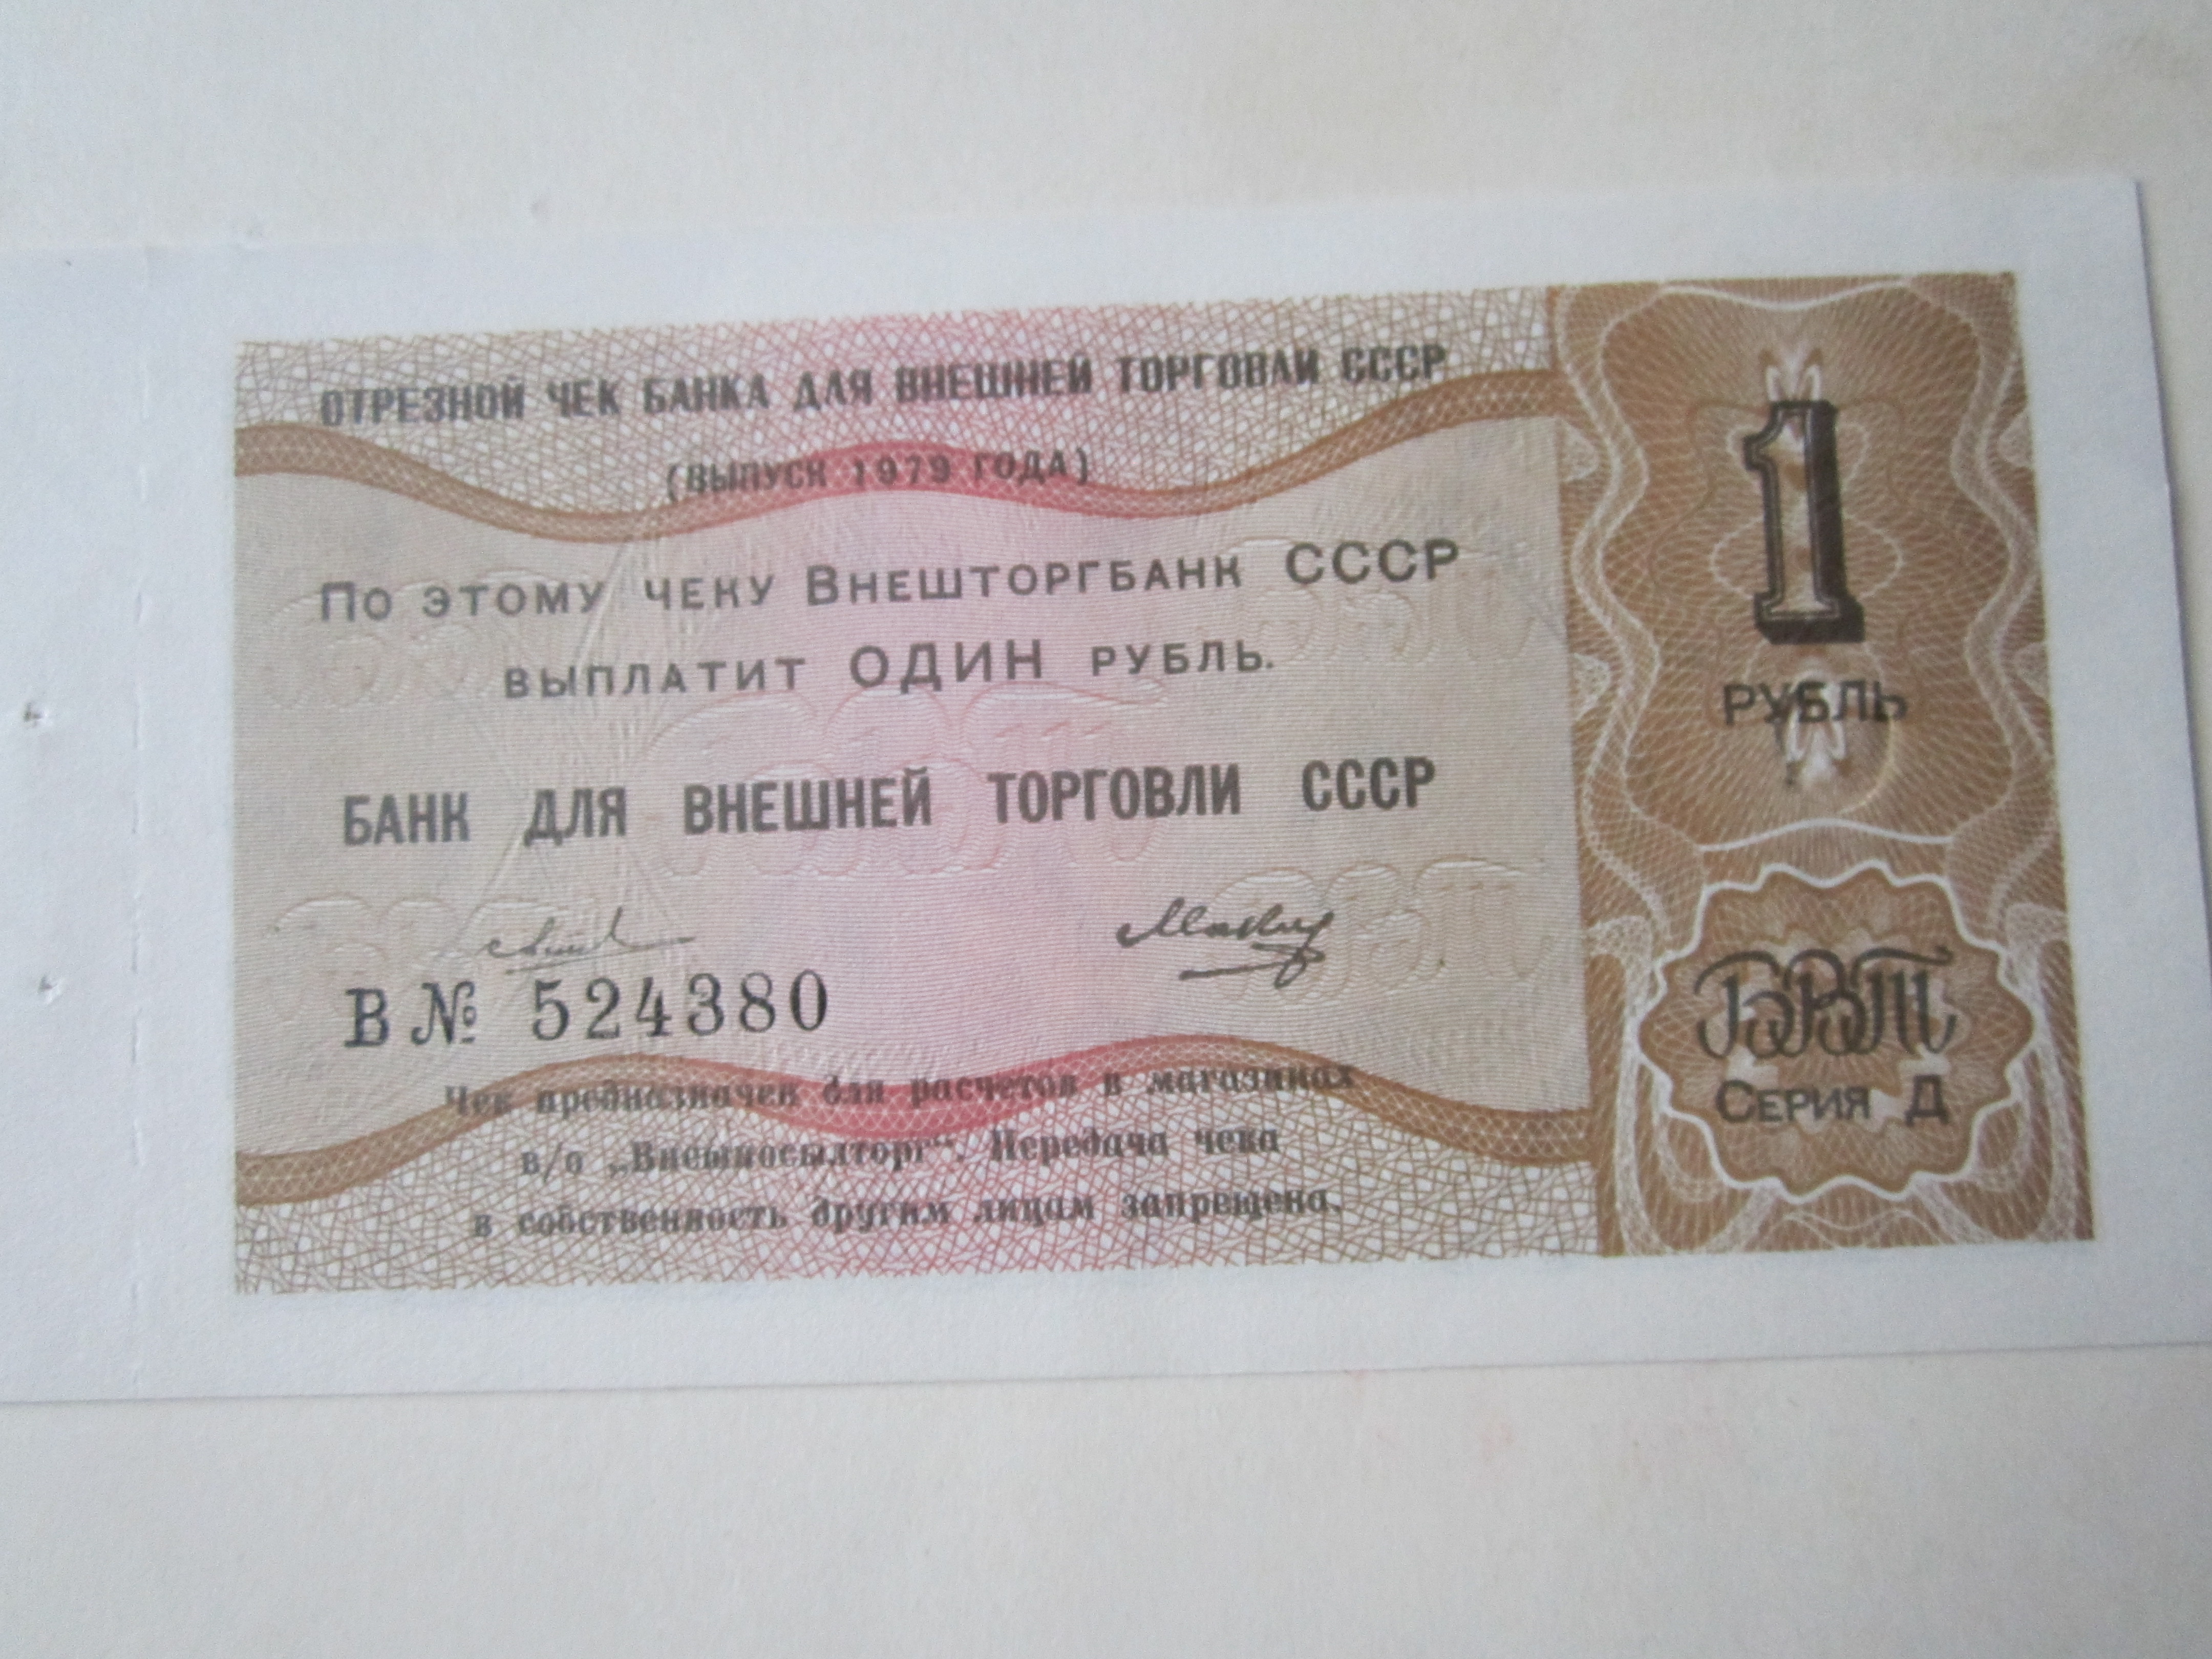 ОТРЕЗНОЙ ЧЕК БАНКА ДЛЯ ВНЕШНЕЙ ТОРГОВЛИ СССР
(ВЫПУСК 1979 ГОДА)
ПО ЭТОМУ ЧЕКУ ВНЕШТОРГБАНК СССР
ВЫПЛАТИТ ОДИН РУБЛЬ.
БАНК ДЛЯ ВНЕШНЕЙ ТОРГОВЛИ СССР
В № 524380
Чек предназначен для расчетов в магазинах
в/о „Внешпосылторг“. Передача чека
в собственность другим лицам запрещена.
1
РУБЛЬ
БВТ
СЕРИЯ Д